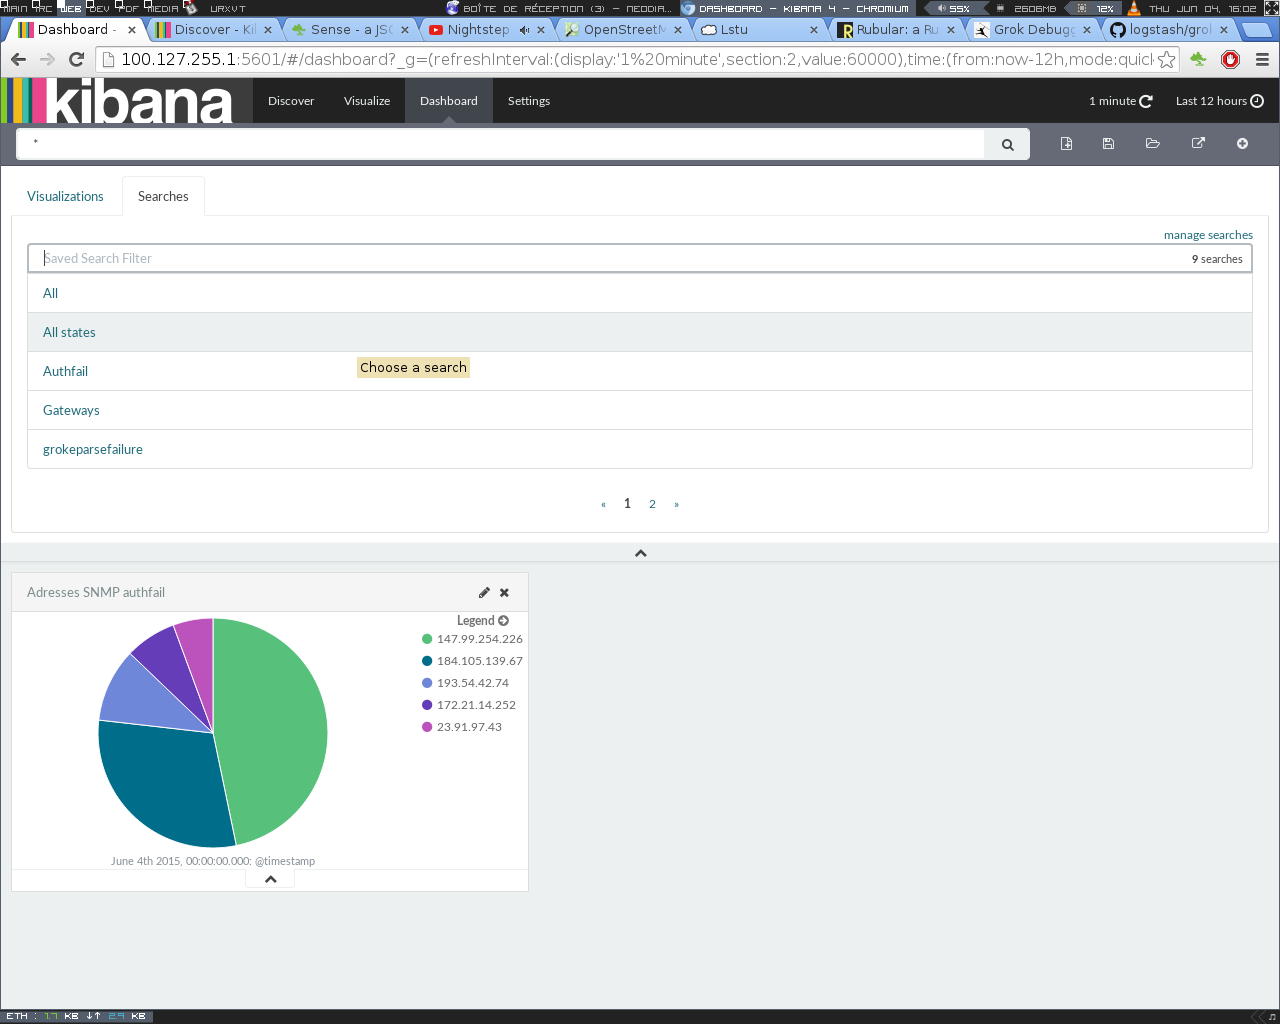 MAIN IRC WEB DEV PDF MEDIA URXVT
BOÎTE DE RÉCEPTION (3) - NEODIA... DASHBOARD - KIBANA 4 - CHROMIUM 55% 2606MB 12% THU JUN 04, 16:02
Dashboard - Discover - Ki Sense - a JSO Nightstep OpenStreetM Lstu Rubular: a Ru Grok Debugg logstash/grol
100.127.255.1:5601/#/dashboard?_g=(refreshInterval:(display:'1%20minute',section:2,value:60000),time:(from:now-12h,mode:quick
kibana Discover Visualize Dashboard Settings 1 minute Last 12 hours
*
Visualizations Searches
manage searches
Saved Search Filter 9 searches
All
All states
Authfail
Choose a search
Gateways
grokeparsefailure
« 1 2 »
Adresses SNMP authfail
Legend
147.99.254.226
184.105.139.67
193.54.42.74
172.21.14.252
23.91.97.43
June 4th 2015, 00:00:00.000: @timestamp
ETH : 1.7 KB 2.9 KB